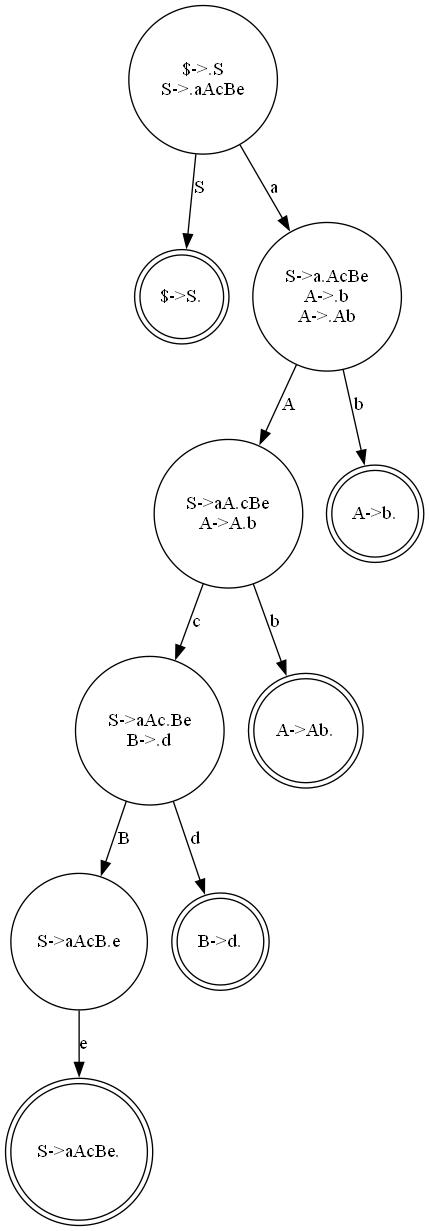 $->.S
S->.aAcBe
S
a
$->S.
S->a.AcBe
A->.b
A->.Ab
A
b
S->aA.cBe
A->A.b
A->b.
c
b
S->aAc.Be
B->.d
A->Ab.
B
d
S->aAcB.e
B->d.
e
S->aAcBe.